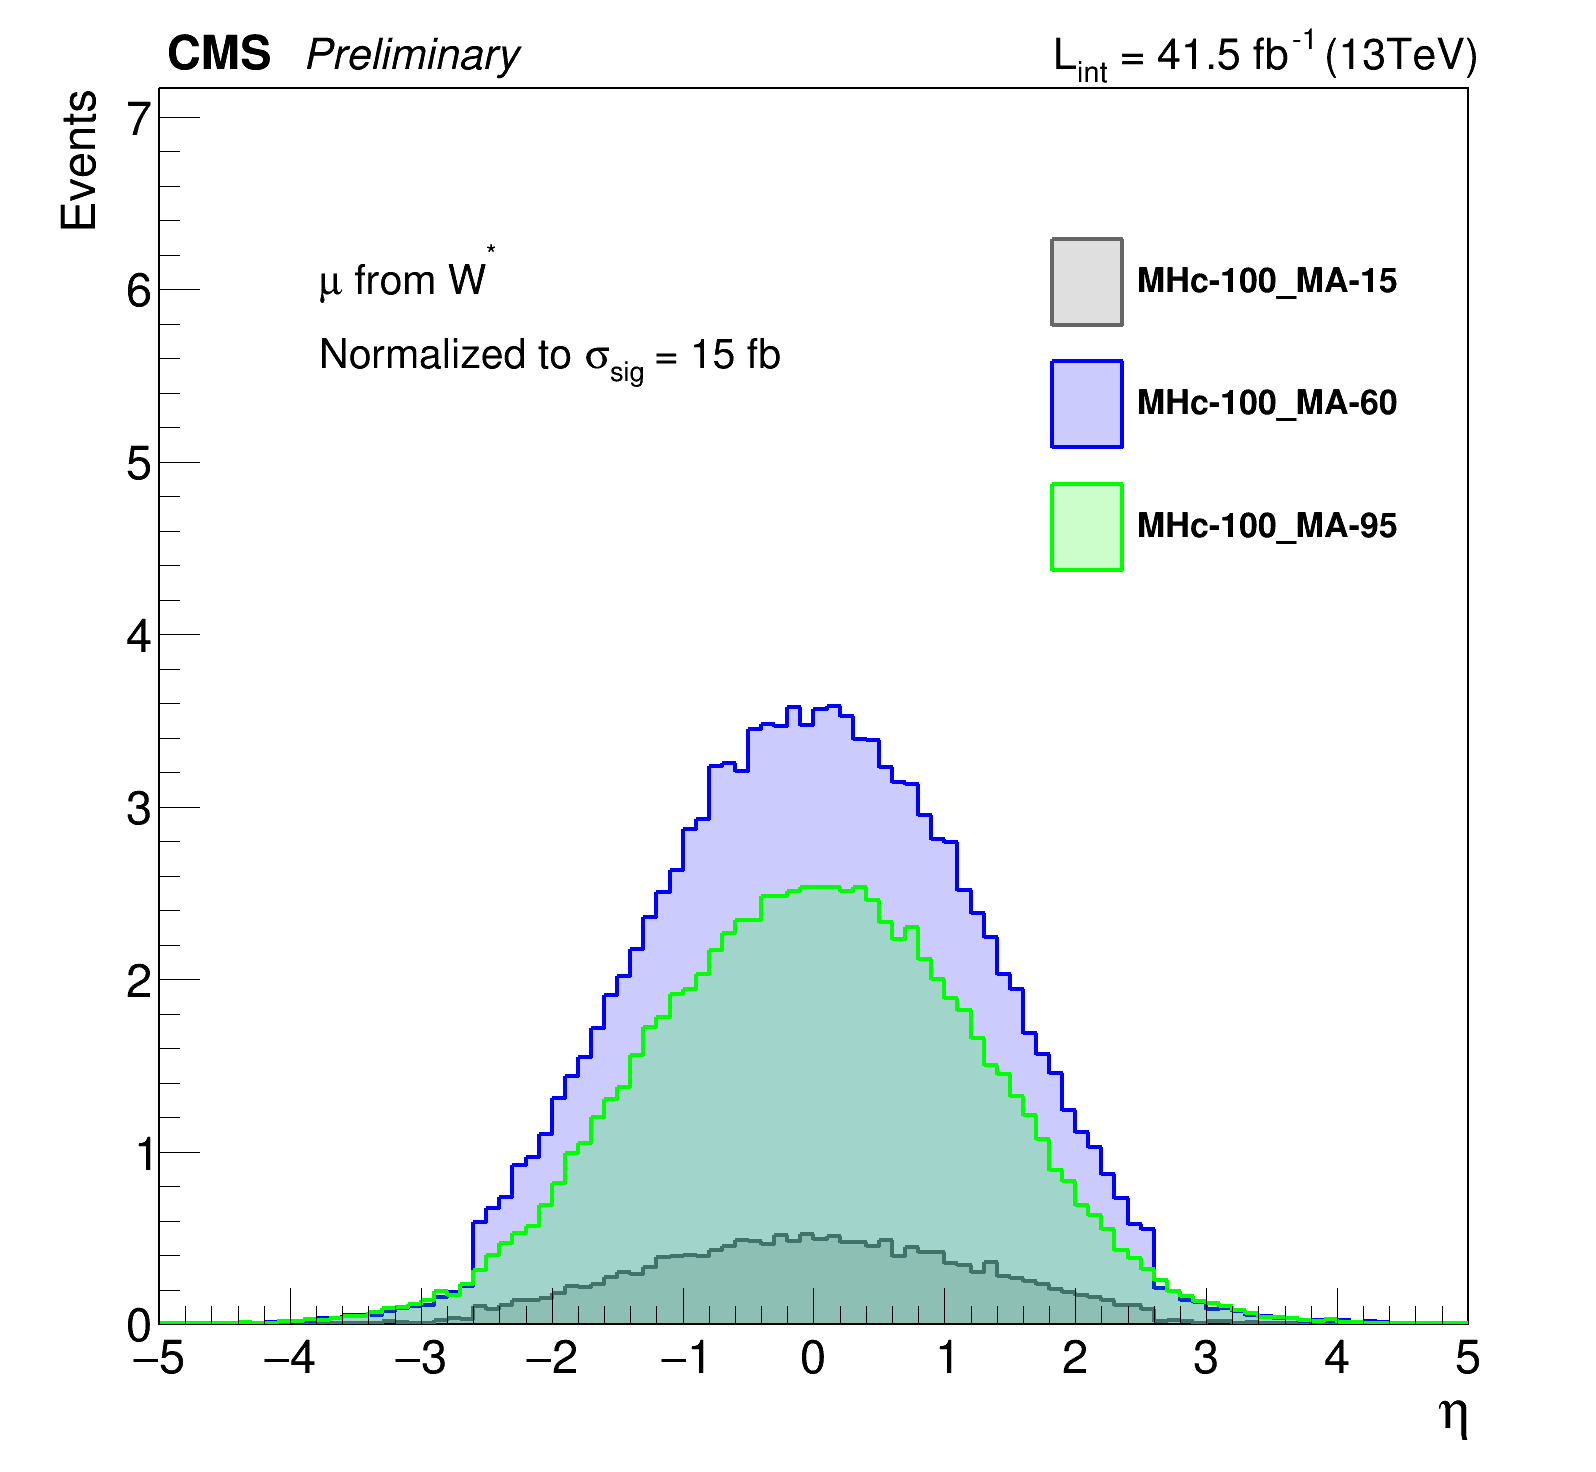 CMS Preliminary L_int = 41.5 fb^-1 (13TeV)
Events
7
6
5
4
3
2
1
0
μ from W^*
Normalized to σ_sig = 15 fb
MHc-100_MA-15
MHc-100_MA-60
MHc-100_MA-95
−5 −4 −3 −2 −1 0 1 2 3 4 5
η